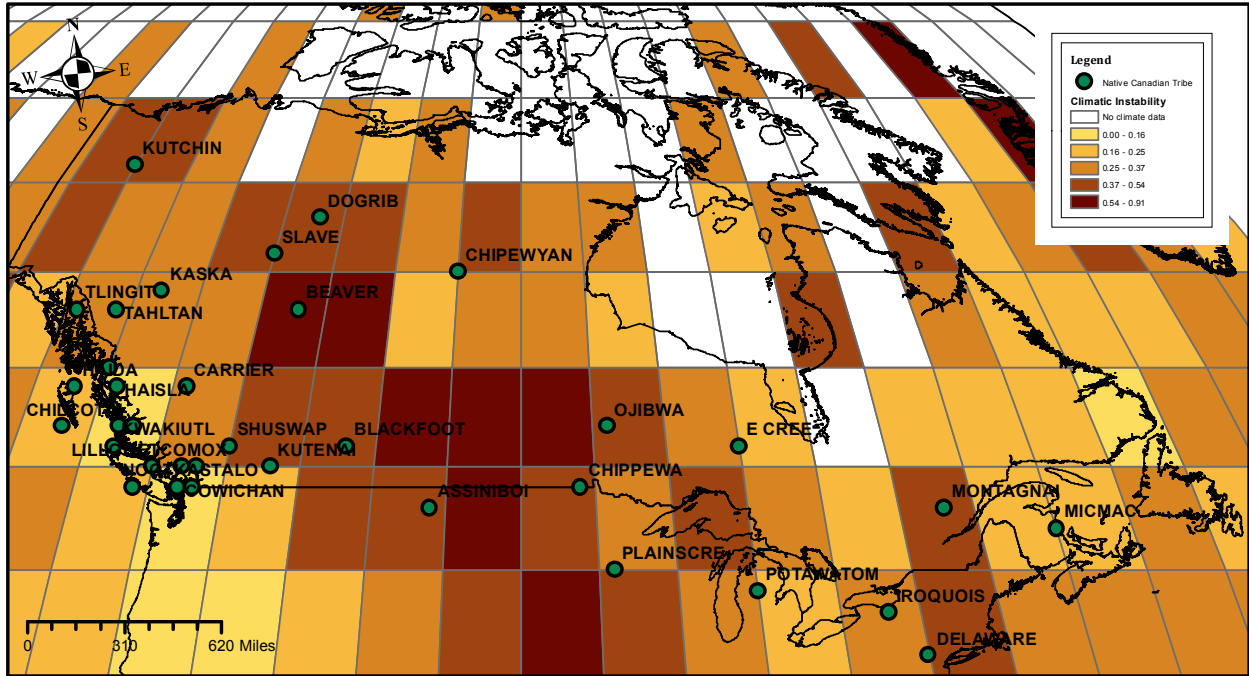 N
W
E
S
Legend
Native Canadian Tribe
Climatic Instability
No climate data
0.00 - 0.16
0.16 - 0.25
0.25 - 0.37
0.37 - 0.54
0.54 - 0.91
KUTCHIN
DOGRIB
SLAVE
CHIPEWYAN
KASKA
TLINGIT
BEAVER
TAHLTAN
CARRIER
HAISLA
OJIBWA
KWAKIUTL
SHUSWAP
BLACKFOOT
E CREE
COMOX
KUTENAI
CHIPPEWA
COWICHAN
ASSINIBOI
MONTAGNAI
MICMAC
PLAINSCRE
POTAWATOM
IROQUOIS
DELAWARE
0
310
620 Miles